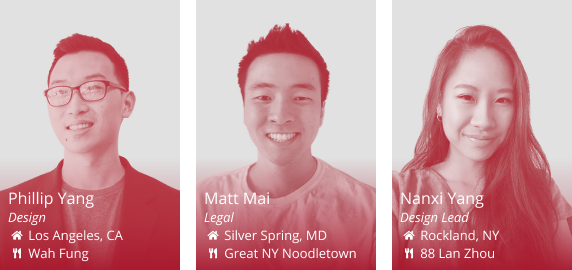 Phillip Yang
Design
Los Angeles, CA
Wah Fung
Matt Mai
Legal
Silver Spring, MD
Great NY Noodletown
Nanxi Yang
Design Lead
Rockland, NY
88 Lan Zhou